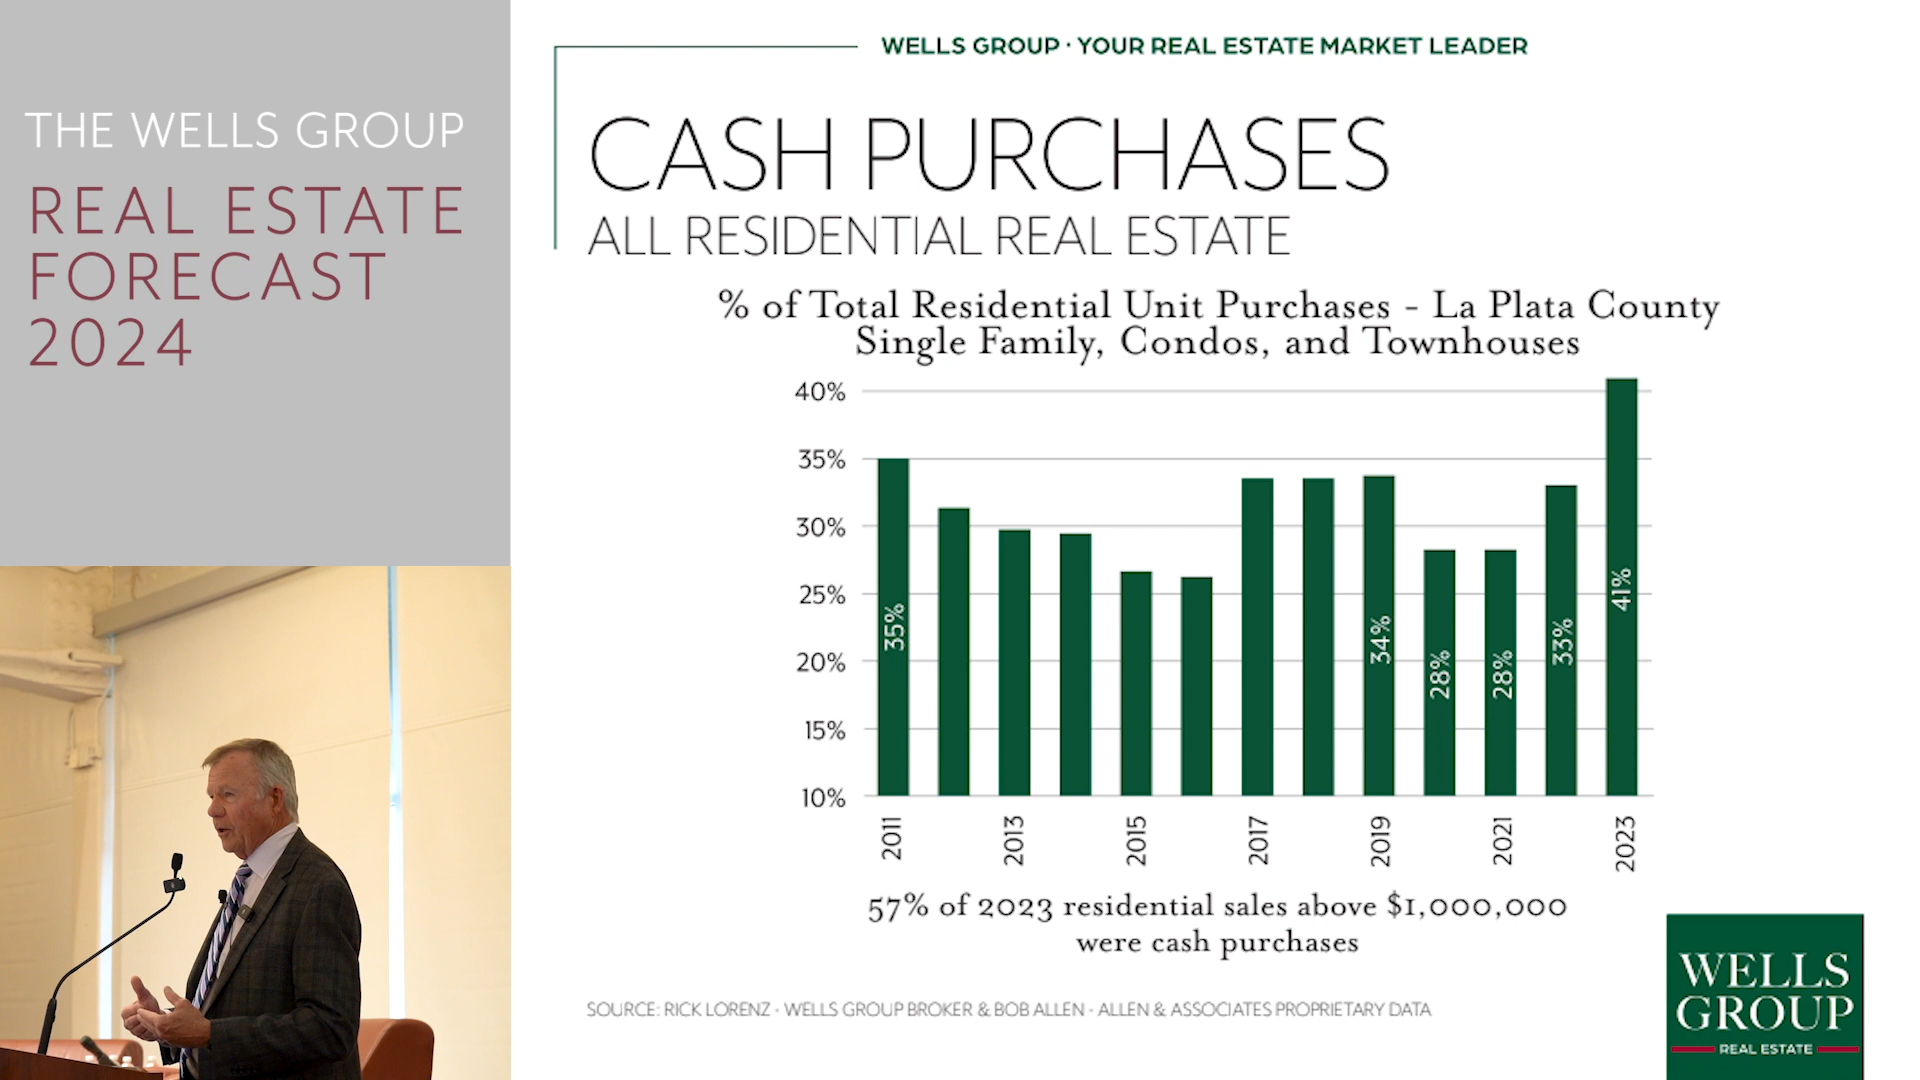 THE WELLS GROUP
REAL ESTATE
FORECAST
2024
WELLS GROUP · YOUR REAL ESTATE MARKET LEADER
CASH PURCHASES
ALL RESIDENTIAL REAL ESTATE
% of Total Residential Unit Purchases - La Plata County
Single Family, Condos, and Townhouses
40%
35%
30%
25%
20%
15%
10%
35%
34%
28%
28%
33%
41%
2011
2013
2015
2017
2019
2021
2023
57% of 2023 residential sales above $1,000,000
were cash purchases
SOURCE: RICK LORENZ - WELLS GROUP BROKER & BOB ALLEN - ALLEN & ASSOCIATES PROPRIETARY DATA
WELLS
GROUP
REAL ESTATE